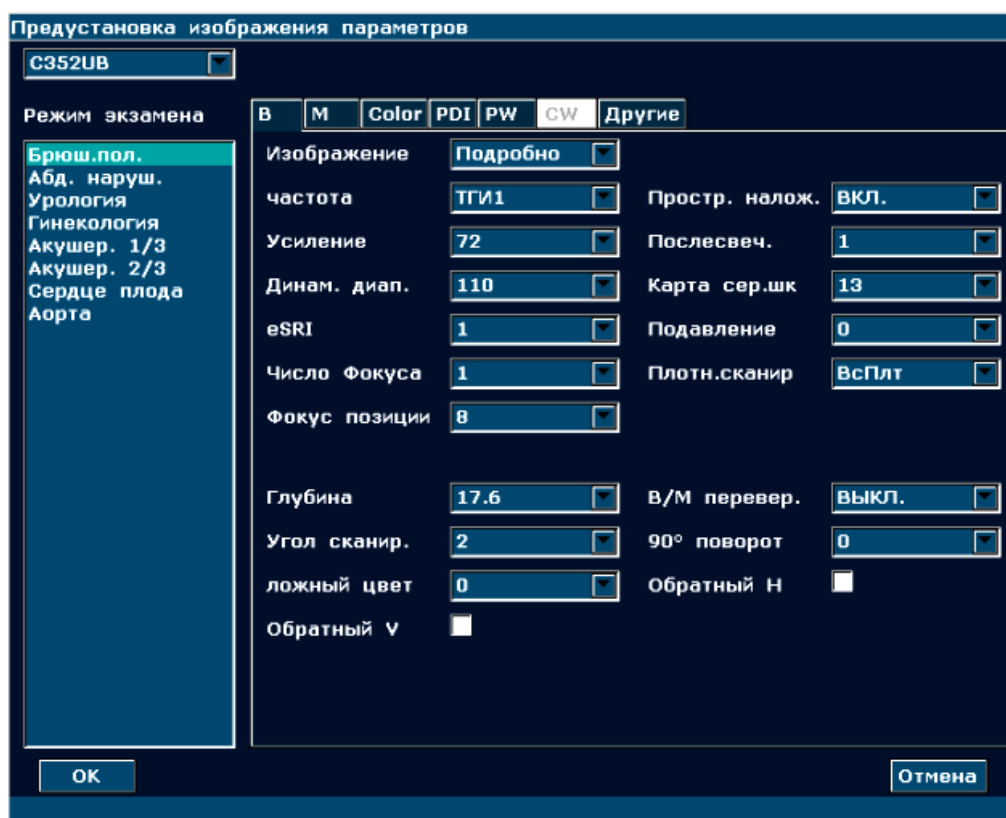 Предустановка изображения параметров
C352UB
Режим экзамена
Брюш.пол.
Абд. наруш.
Урология
Гинекология
Акушер. 1/3
Акушер. 2/3
Сердце плода
Аорта
B M Color PDI PW CW Другие
Изображение Подробно
частота ТГИ1 Простр. налож. ВКЛ.
Усиление 72 Послесвеч. 1
Динам. диап. 110 Карта сер.шк 13
eSRI 1 Подавление 0
Число Фокуса 1 Плотн.сканир ВсПлт
Фокус позиции 8
Глубина 17.6 В/М перевер. ВЫКЛ.
Угол сканир. 2 90° поворот 0
ложный цвет 0 Обратный H
Обратный V
OK Отмена